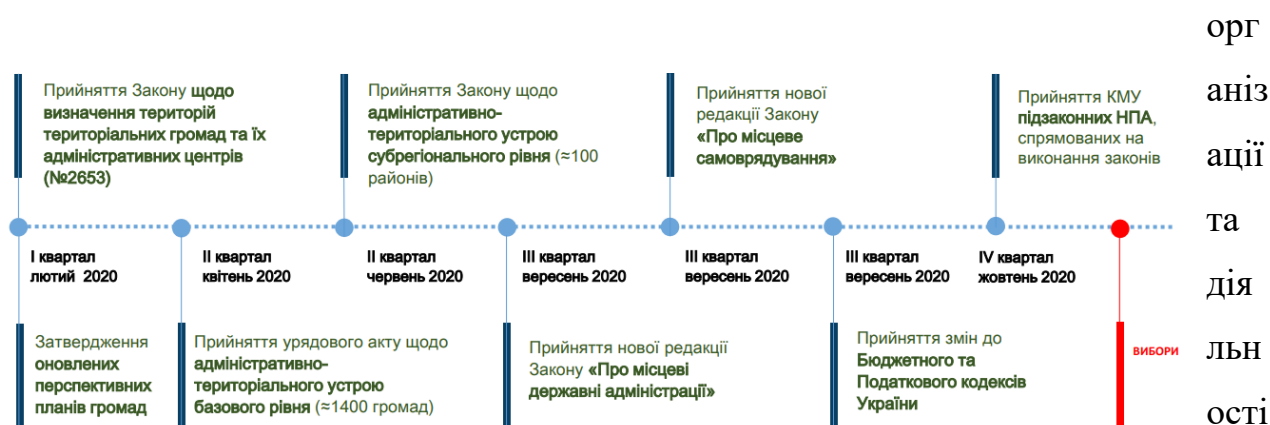 Прийняття Закону щодо
визначення територій
територіальних громад та їх
адміністративних центрів
(№2653)
Прийняття Закону щодо
адміністративно-
територіального устрою
субрегіонального рівня (≈100
районів)
Прийняття нової
редакції Закону
«Про місцеве
самоврядування»
Прийняття КМУ
підзаконних НПА,
спрямованих на
виконання законів
I квартал
лютий 2020
II квартал
квітень 2020
II квартал
червень 2020
III квартал
вересень 2020
III квартал
вересень 2020
III квартал
вересень 2020
IV квартал
жовтень 2020
Затвердження
оновлених
перспективних
планів громад
Прийняття урядового акту щодо
адміністративно-
територіального устрою
базового рівня (≈1400 громад)
Прийняття нової редакції
Закону «Про місцеві
державні адміністрації»
Прийняття змін до
Бюджетного та
Податкового кодексів
України
ВИБОРИ
орг
аніз
ації
та
дія
льн
ості